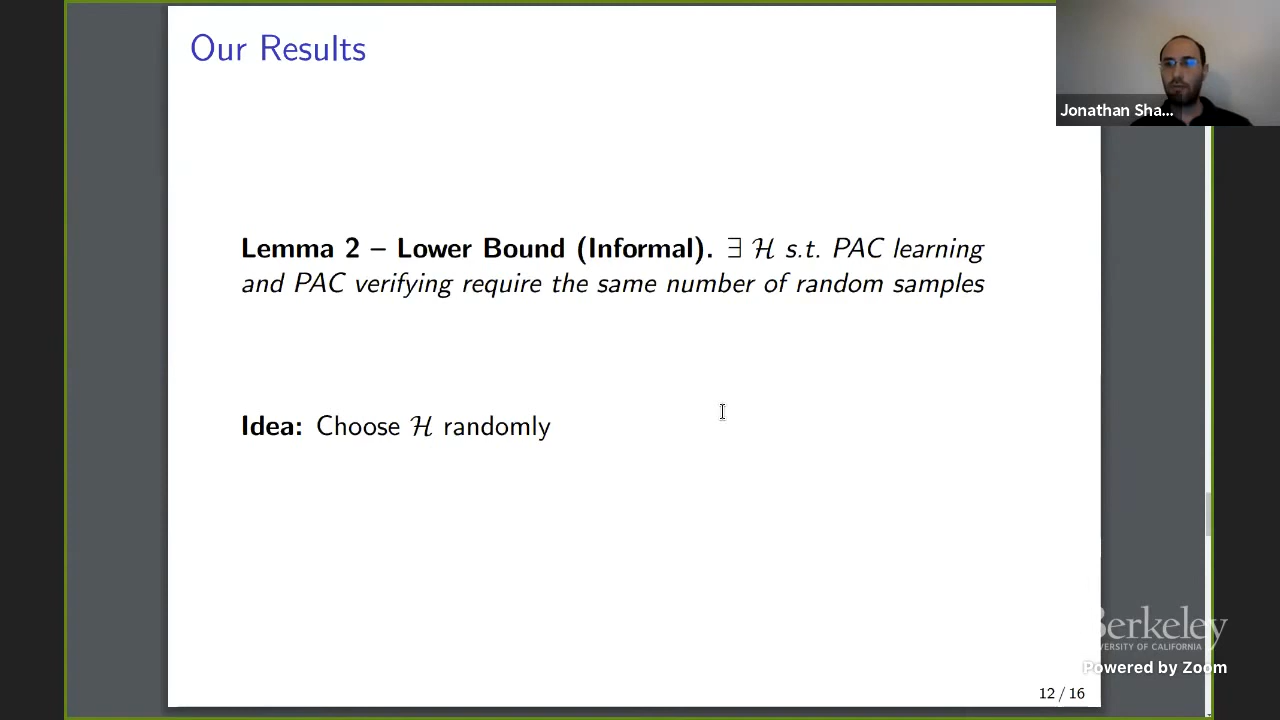 Our Results
Jonathan Sha...
Lemma 2 – Lower Bound (Informal). ∃ ℋ s.t. PAC learning
and PAC verifying require the same number of random samples
Idea: Choose ℋ randomly
Berkeley
UNIVERSITY OF CALIFORNIA
Powered by Zoom
12 / 16